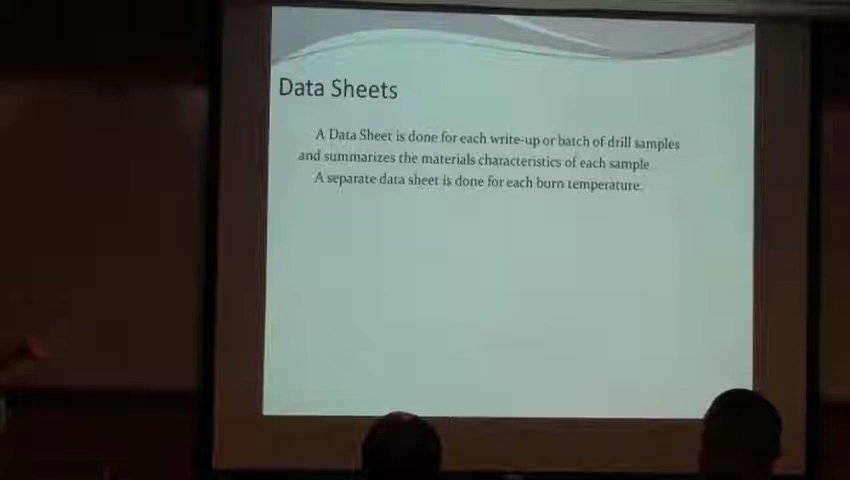 Data Sheets
A Data Sheet is done for each write-up or batch of drill samples
and summarizes the materials characteristics of each sample
A separate data sheet is done for each burn temperature.